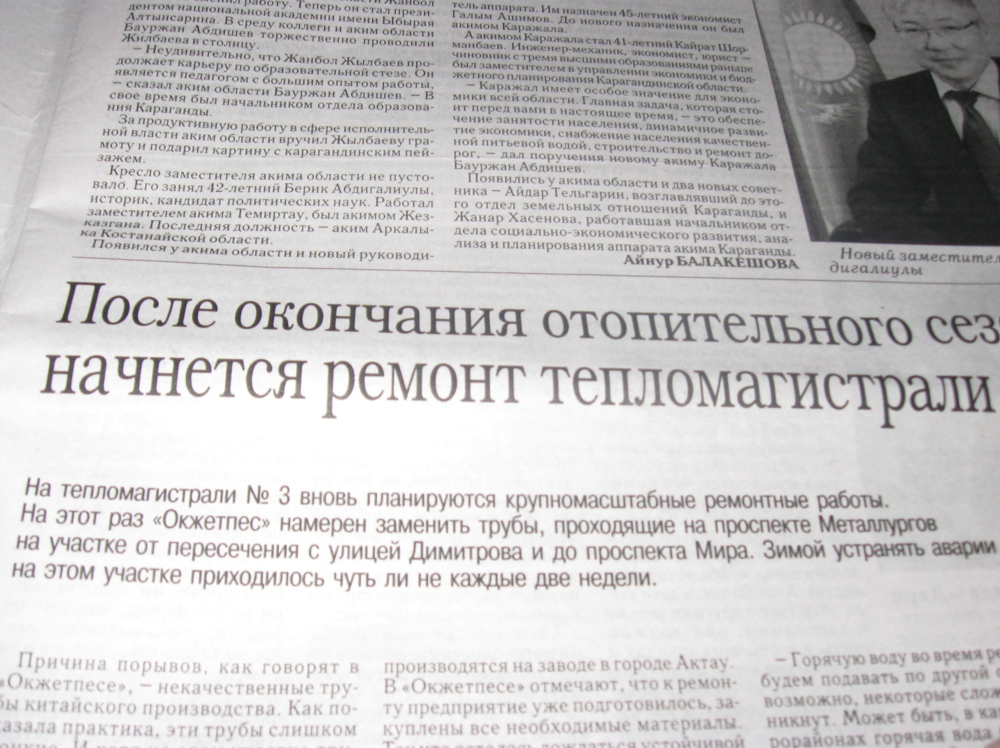 работу. Теперь он стал прези-
дентом национальной академии имени Ыбырая
Алтынсарина. В среду коллеги и аким области
Бауржан Абдишев торжественно проводили
Жилбаева в столицу.
– Неудивительно, что Жанбол Жылбаев про-
должает карьеру по образовательной стезе. Он
является педагогом с большим опытом работы,
– сказал аким области Бауржан Абдишев. – В
свое время был начальником отдела образова-
ния Караганды.
За продуктивную работу в сфере исполнитель-
ной власти аким области вручил Жылбаеву гра-
моту и подарил картину с карагандинским пей-
зажем.
Кресло заместителя акима области не пусто-
вало. Его занял 42-летний Берик Абдигалиулы,
историк, кандидат политических наук. Работал
заместителем акима Темиртау, был акимом Жез-
казгана. Последняя должность – аким Аркалы-
ка Костанайской области.
Появился у акима области и новый руководи-
тель аппарата. Им назначен 45-летний экономист
Галым Ашимов. До нового назначения он был
акимом Каражала.
А акимом Каражала стал 41-летний Кайрат Шор-
манбаев. Инженер-механик, экономист, юрист –
чиновник с тремя высшими образованиями раньше
был заместителем в управлении экономики и бюд-
жетного планирования Карагандинской области.
– Каражал имеет особое значение для эконо-
мики всей области. Главная задача, которая сто-
ит перед вами в настоящее время, – это обеспе-
чение занятости населения, динамичное разви-
тие экономики, снабжение населения качествен-
ной питьевой водой, строительство и ремонт до-
рог, – дал поручения новому акиму Каражала
Бауржан Абдишев.
Появились у акима области и два новых совет-
ника – Айдар Тельгарин, возглавлявший до это-
го отдел земельных отношений Караганды, и
Жанар Хасенова, работавшая начальником от-
дела социально-экономического развития, ана-
лиза и планирования аппарата акима Караганды.
Айнур БАЛАКЕШОВА
Новый заместител
дигалиулы
После окончания отопительного сез
начнется ремонт тепломагистрали
На тепломагистрали № 3 вновь планируются крупномасштабные ремонтные работы.
На этот раз «Окжетпес» намерен заменить трубы, проходящие на проспекте Металлургов
на участке от пересечения с улицей Димитрова и до проспекта Мира. Зимой устранять аварии
на этом участке приходилось чуть ли не каждые две недели.
Причина порывов, как говорят в
«Окжетпесе», – некачественные тру-
бы китайского производства. Как по-
казала практика, эти трубы слишком
производятся на заводе в городе Актау.
В «Окжетпесе» отмечают, что к ремон-
ту предприятие уже подготовилось, за-
куплены все необходимые материалы.
– Горячую воду во время ре
будем подавать по другой
возможно, некоторые слож
никнут. Может быть, в
рорайонах горячая вода